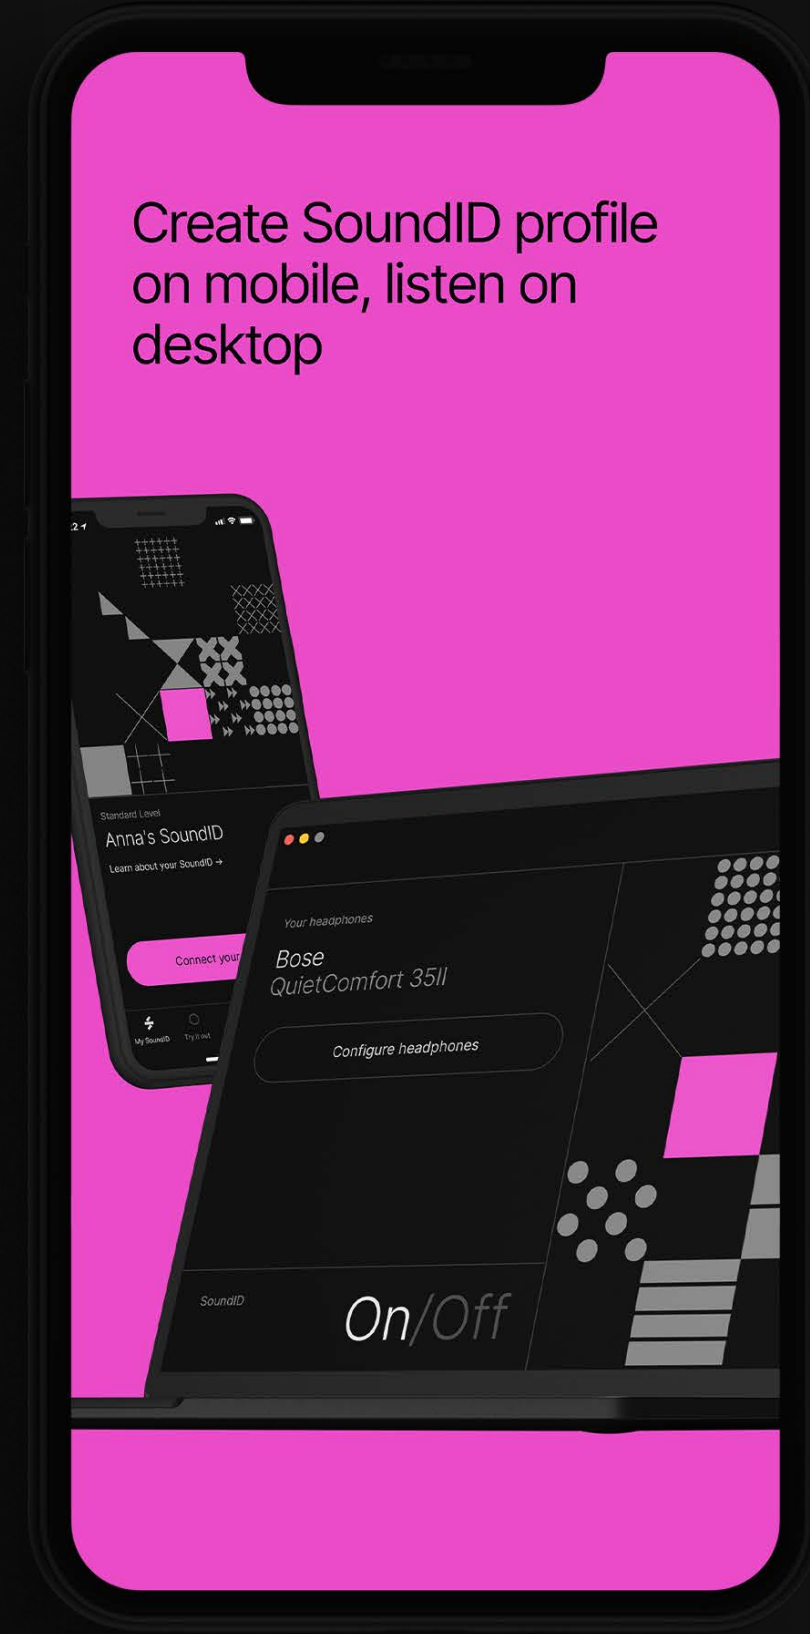 Create SoundID profile
on mobile, listen on
desktop
Standard Level
Anna's SoundID
Learn about your SoundID →
Connect your
My SoundID
Try it out
Your headphones
Bose
QuietComfort 35II
Configure headphones
SoundID
On/Off